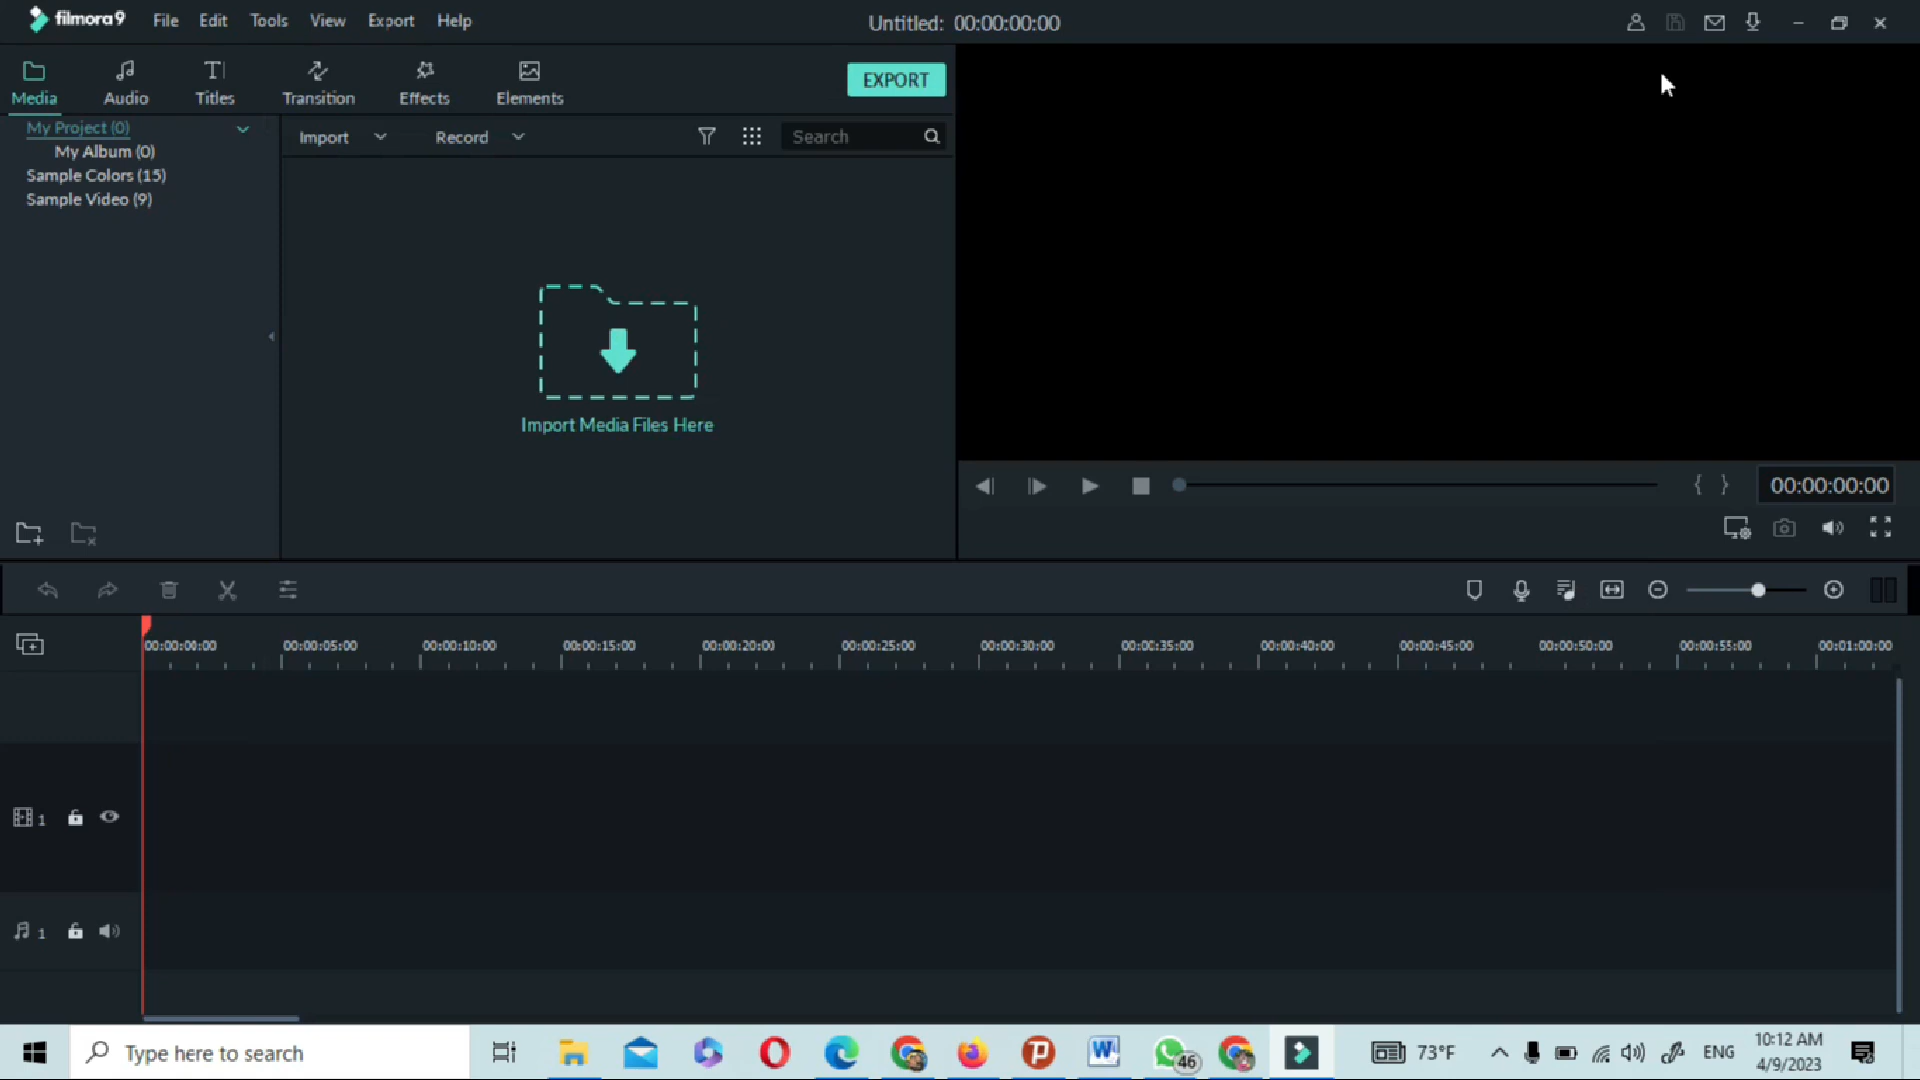 filmora9 File Edit Tools View Export Help Untitled: 00:00:00:00
Media Audio Titles Transition Effects Elements EXPORT
My Project (0)
My Album (0)
Sample Colors (15)
Sample Video (9)
Import Record Search
Import Media Files Here
00:00:00:00
00:00:00:00 00:00:05:00 00:00:10:00 00:00:15:00 00:00:20:00 00:00:25:00 00:00:30:00 00:00:35:00 00:00:40:00 00:00:45:00 00:00:50:00 00:00:55:00 00:01:00:00
1
1
Type here to search 46 73°F ENG 10:12 AM
4/9/2023